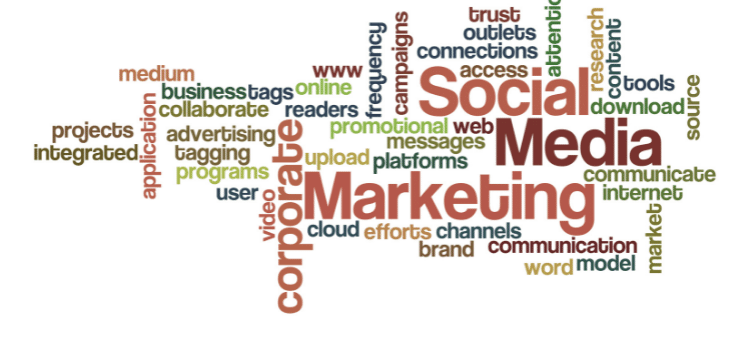 trust
outlets
connections
attentio
research
content
frequency
campaigns
medium
www
access
Social
tools
source
business
tags
online
collaborate
readers
download
application
projects
advertising
promotional
web
Media
messages
integrated
tagging
corporate
upload
platforms
programs
communicate
user
Marketing
internet
video
cloud
efforts
channels
market
brand
communication
word
model